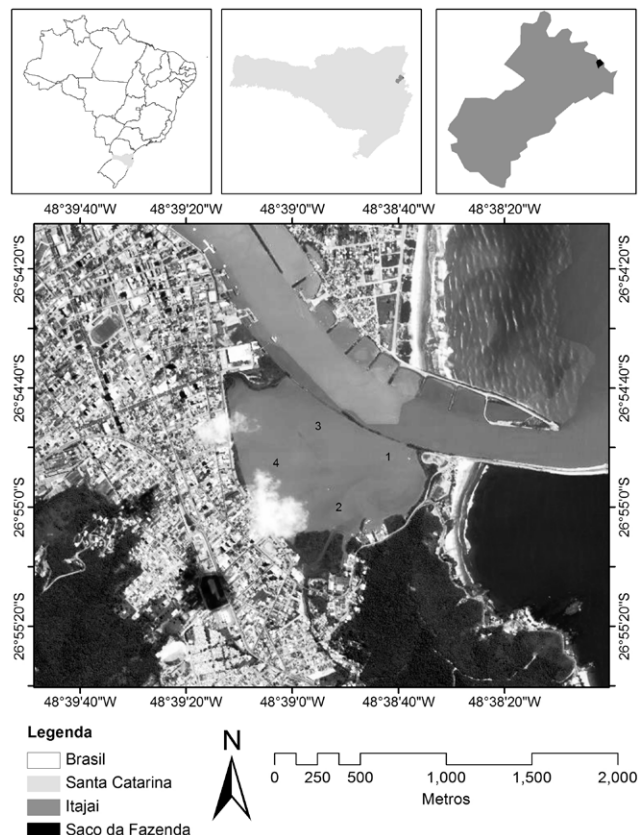 48°39'40"W 48°39'20"W 48°39'0"W 48°38'40"W 48°38'20"W
26°54'20"S 26°54'20"S
26°54'40"S 26°54'40"S
3
1
4
2
26°55'0"S 26°55'0"S
26°55'20"S 26°55'20"S
48°39'40"W 48°39'20"W 48°39'0"W 48°38'40"W 48°38'20"W
Legenda
Brasil
Santa Catarina
Itajai
Saco da Fazenda
N
0 250 500 1,000 1,500 2,000
Metros